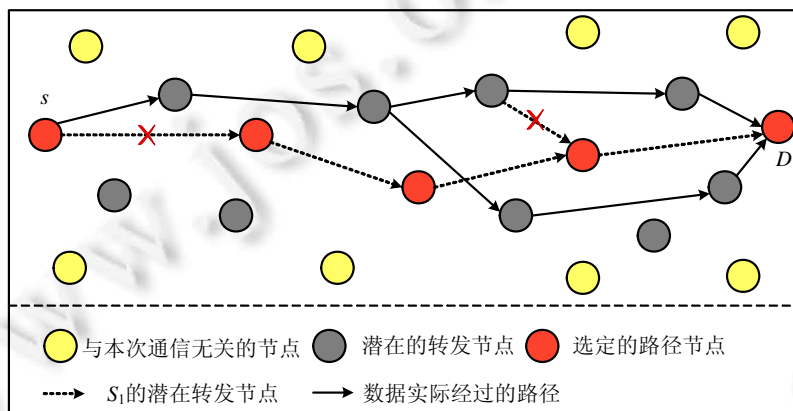 www.jos.o
s
D
与本次通信无关的节点 潜在的转发节点 选定的路径节点
S1的潜在转发节点 数据实际经过的路径